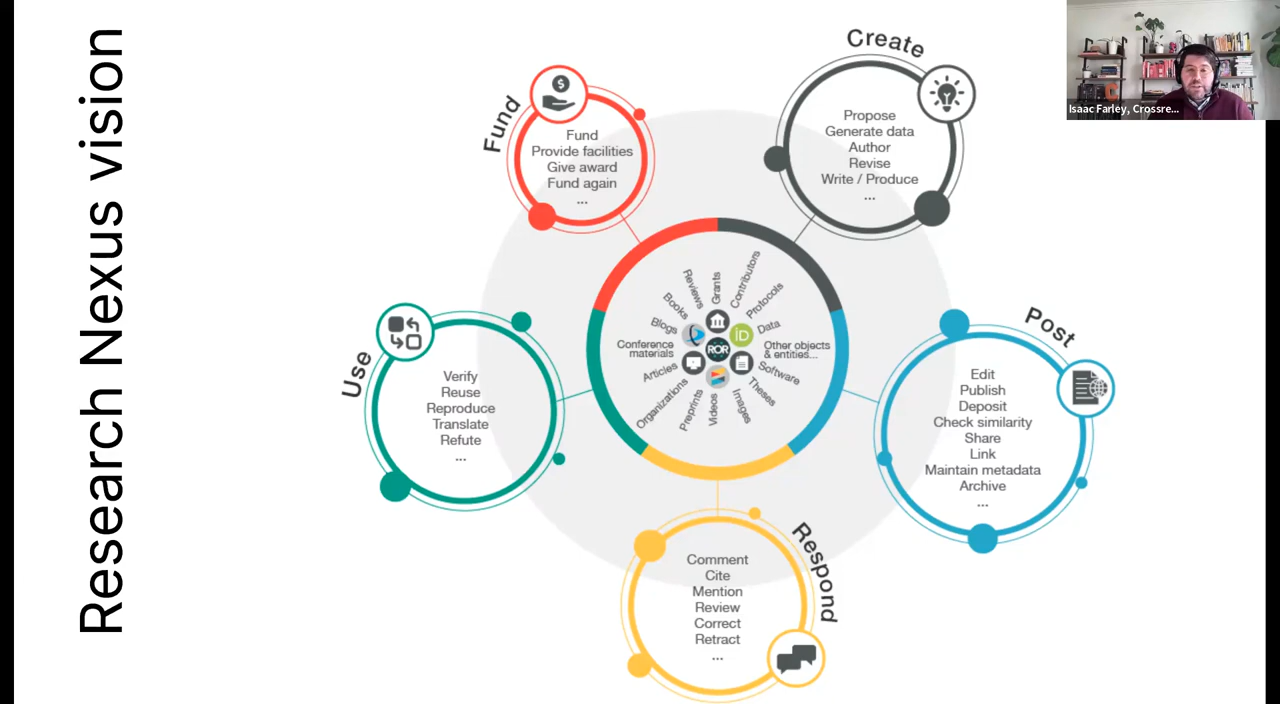 Research Nexus vision
Isaac Farley, Crossre...
Fund
Fund
Provide facilities
Give award
Fund again
...
Create
Propose
Generate data
Author
Revise
Write / Produce
...
Post
Edit
Publish
Deposit
Check similarity
Share
Link
Maintain metadata
Archive
...
Respond
Comment
Cite
Mention
Review
Correct
Retract
...
Use
Verify
Reuse
Reproduce
Translate
Refute
...
Grants
Contributors
Protocols
Data
Other objects
& entities...
Software
Theses
Images
Videos
Preprints
Organizations
Articles
Conference
materials
Blogs
Books
Reviews
iD
ROR